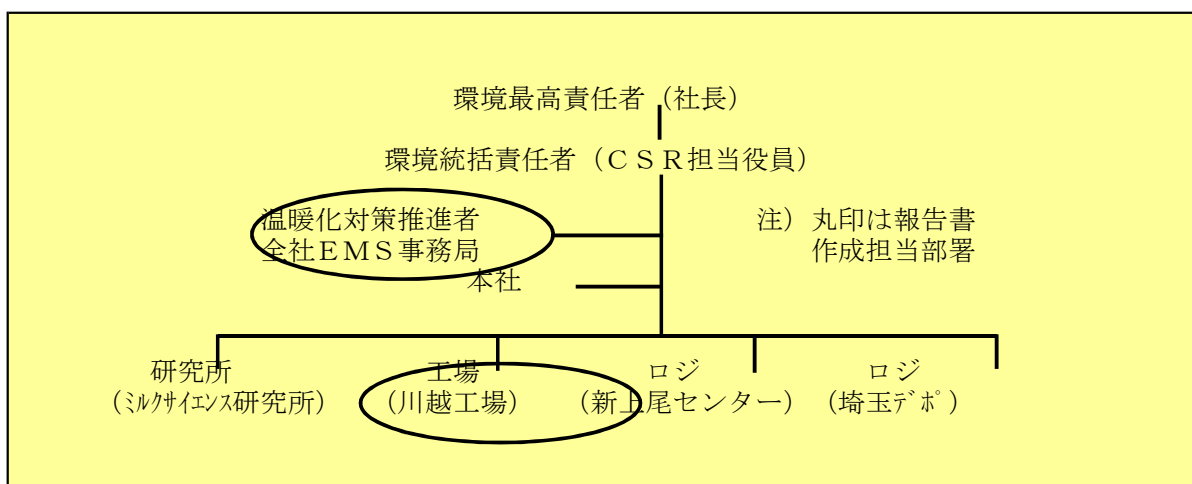 環境最高責任者（社長）
環境統括責任者（ＣＳＲ担当役員）
温暖化対策推進者
全社ＥＭＳ事務局
注）丸印は報告書
作成担当部署
本社
研究所
（ﾐﾙｸｻｲｴﾝｽ研究所）
工場
（川越工場）
ロジ
（新上尾センター）
ロジ
（埼玉ﾃﾞﾎﾟ）